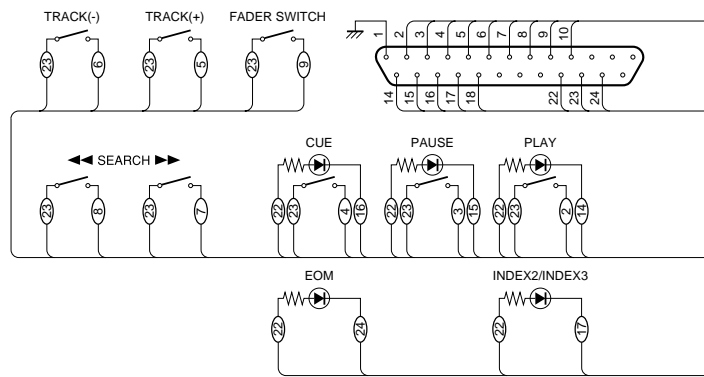 TRACK(-) TRACK(+) FADER SWITCH
1 2 3 4 5 6 7 8 9 10
23 6 23 5 23 9
14 15 16 17 18 22 23 24
◀◀ SEARCH ▶▶ CUE PAUSE PLAY
23 8 23 7 22 23 4 16 22 23 3 15 22 23 2 14
EOM INDEX2/INDEX3
22 24 22 17